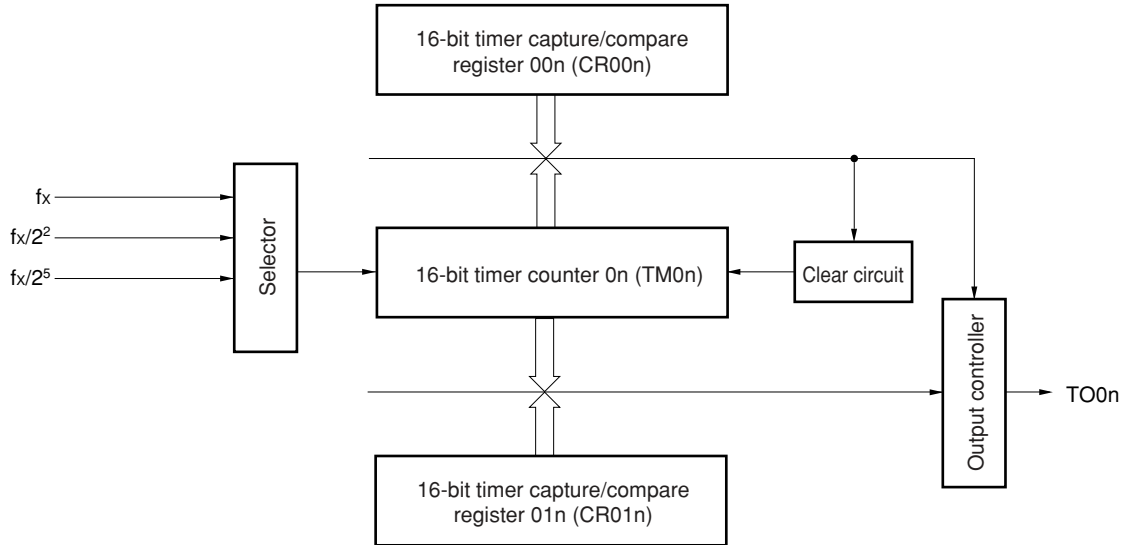 16-bit timer capture/compare
register 00n (CR00n)
fx
fx/2²
fx/2⁵
Selector
16-bit timer counter 0n (TM0n)
Clear circuit
Output controller
TO0n
16-bit timer capture/compare
register 01n (CR01n)